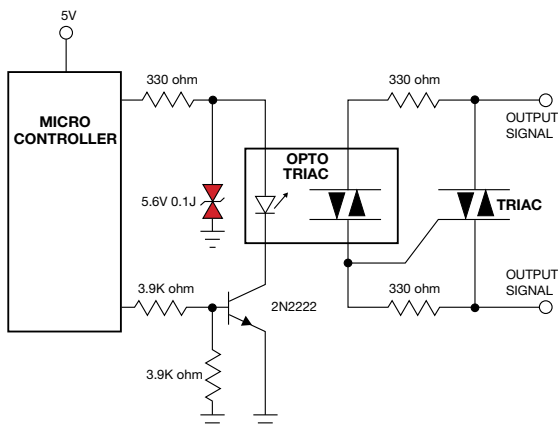 5V
330 ohm
330 ohm
MICRO
CONTROLLER
OUTPUT
SIGNAL
OPTO
TRIAC
5.6V 0.1J
TRIAC
3.9K ohm
2N2222
330 ohm
OUTPUT
SIGNAL
3.9K ohm